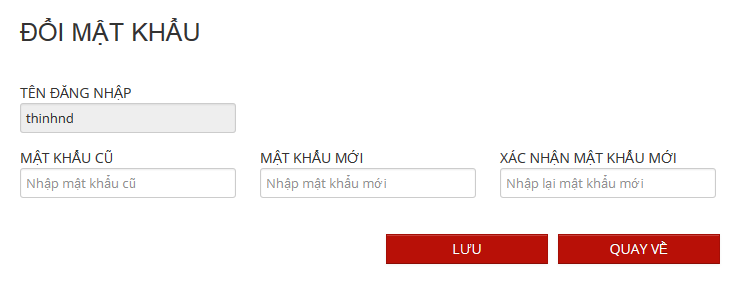 ĐỔI MẬT KHẨU
TÊN ĐĂNG NHẬP
thinhnd
MẬT KHẨU CŨ
MẬT KHẨU MỚI
XÁC NHẬN MẬT KHẨU MỚI
Nhập mật khẩu cũ
Nhập mật khẩu mới
Nhập lại mật khẩu mới
LƯU
QUAY VỀ